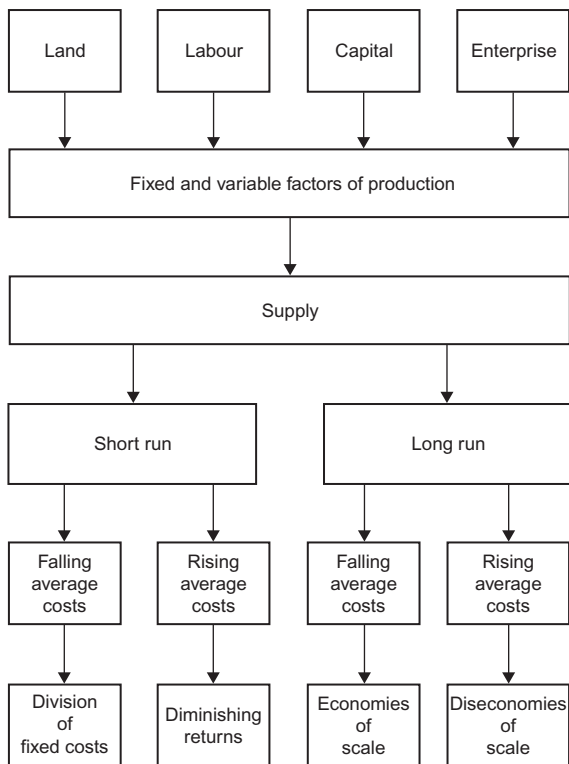 Land
Labour
Capital
Enterprise
Fixed and variable factors of production
Supply
Short run
Long run
Falling
average
costs
Rising
average
costs
Falling
average
costs
Rising
average
costs
Division
of
fixed costs
Diminishing
returns
Economies
of
scale
Diseconomies
of
scale